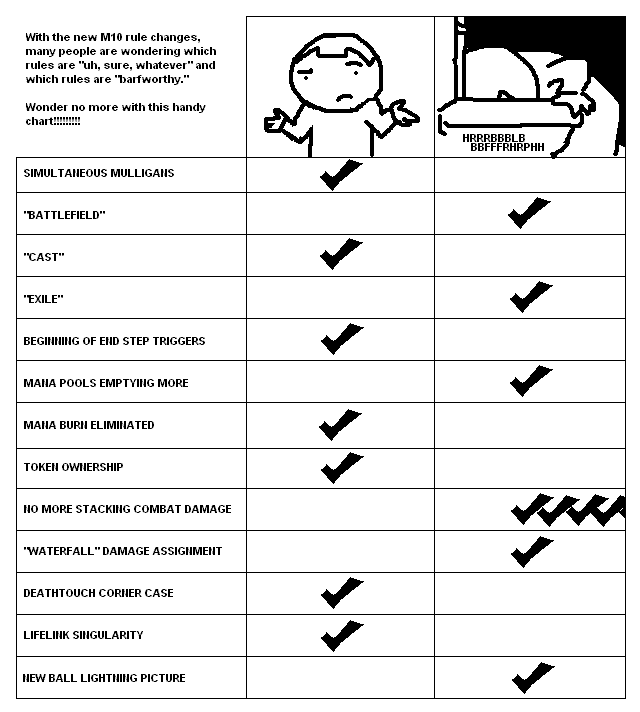 With the new M10 rule changes,
many people are wondering which
rules are "uh, sure, whatever" and
which rules are "barfworthy."
Wonder no more with this handy
chart!!!!!!!!!
HRRRBBBLB
BBFFFRHRPHH
SIMULTANEOUS MULLIGANS
"BATTLEFIELD"
"CAST"
"EXILE"
BEGINNING OF END STEP TRIGGERS
MANA POOLS EMPTYING MORE
MANA BURN ELIMINATED
TOKEN OWNERSHIP
NO MORE STACKING COMBAT DAMAGE
"WATERFALL" DAMAGE ASSIGNMENT
DEATHTOUCH CORNER CASE
LIFELINK SINGULARITY
NEW BALL LIGHTNING PICTURE